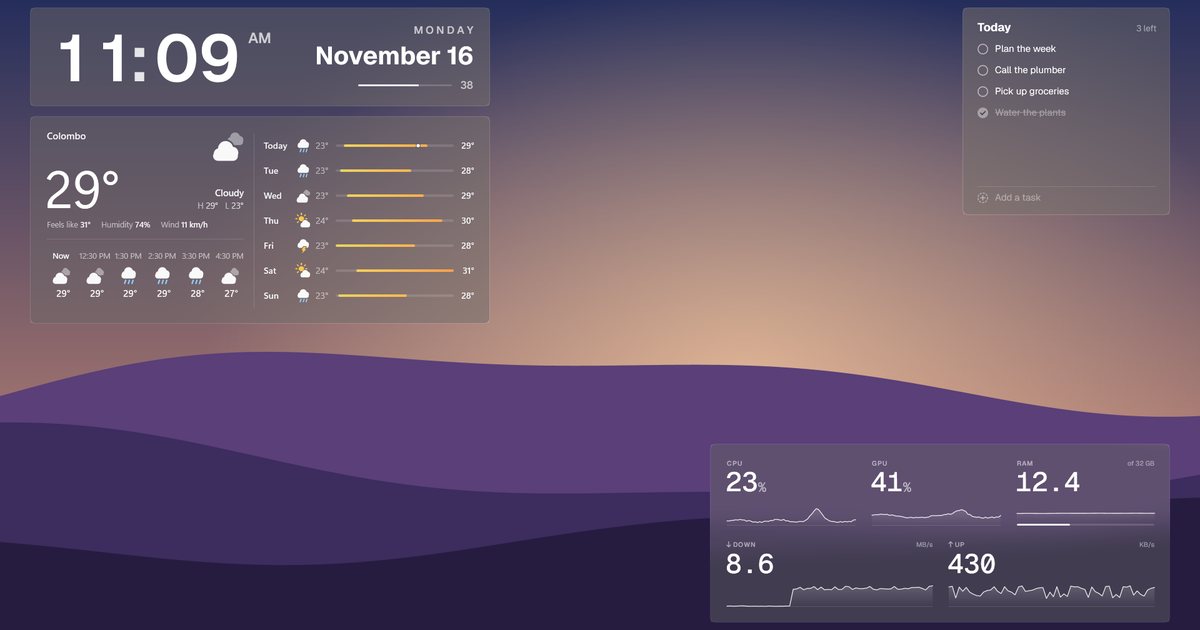 11:09 AM
MONDAY
November 16
38
Colombo
29°
Cloudy
H 29° L 23°
Feels like 31° Humidity 74% Wind 11 km/h
Now 12:30 PM 1:30 PM 2:30 PM 3:30 PM 4:30 PM
29° 29° 29° 29° 28° 27°
Today 23° 29°
Tue 23° 28°
Wed 23° 29°
Thu 24° 30°
Fri 23° 28°
Sat 24° 31°
Sun 23° 28°
Today 3 left
Plan the week
Call the plumber
Pick up groceries
Water the plants
Add a task
CPU
23%
GPU
41%
RAM of 32 GB
12.4
↓ DOWN MB/s
8.6
↑ UP KB/s
430